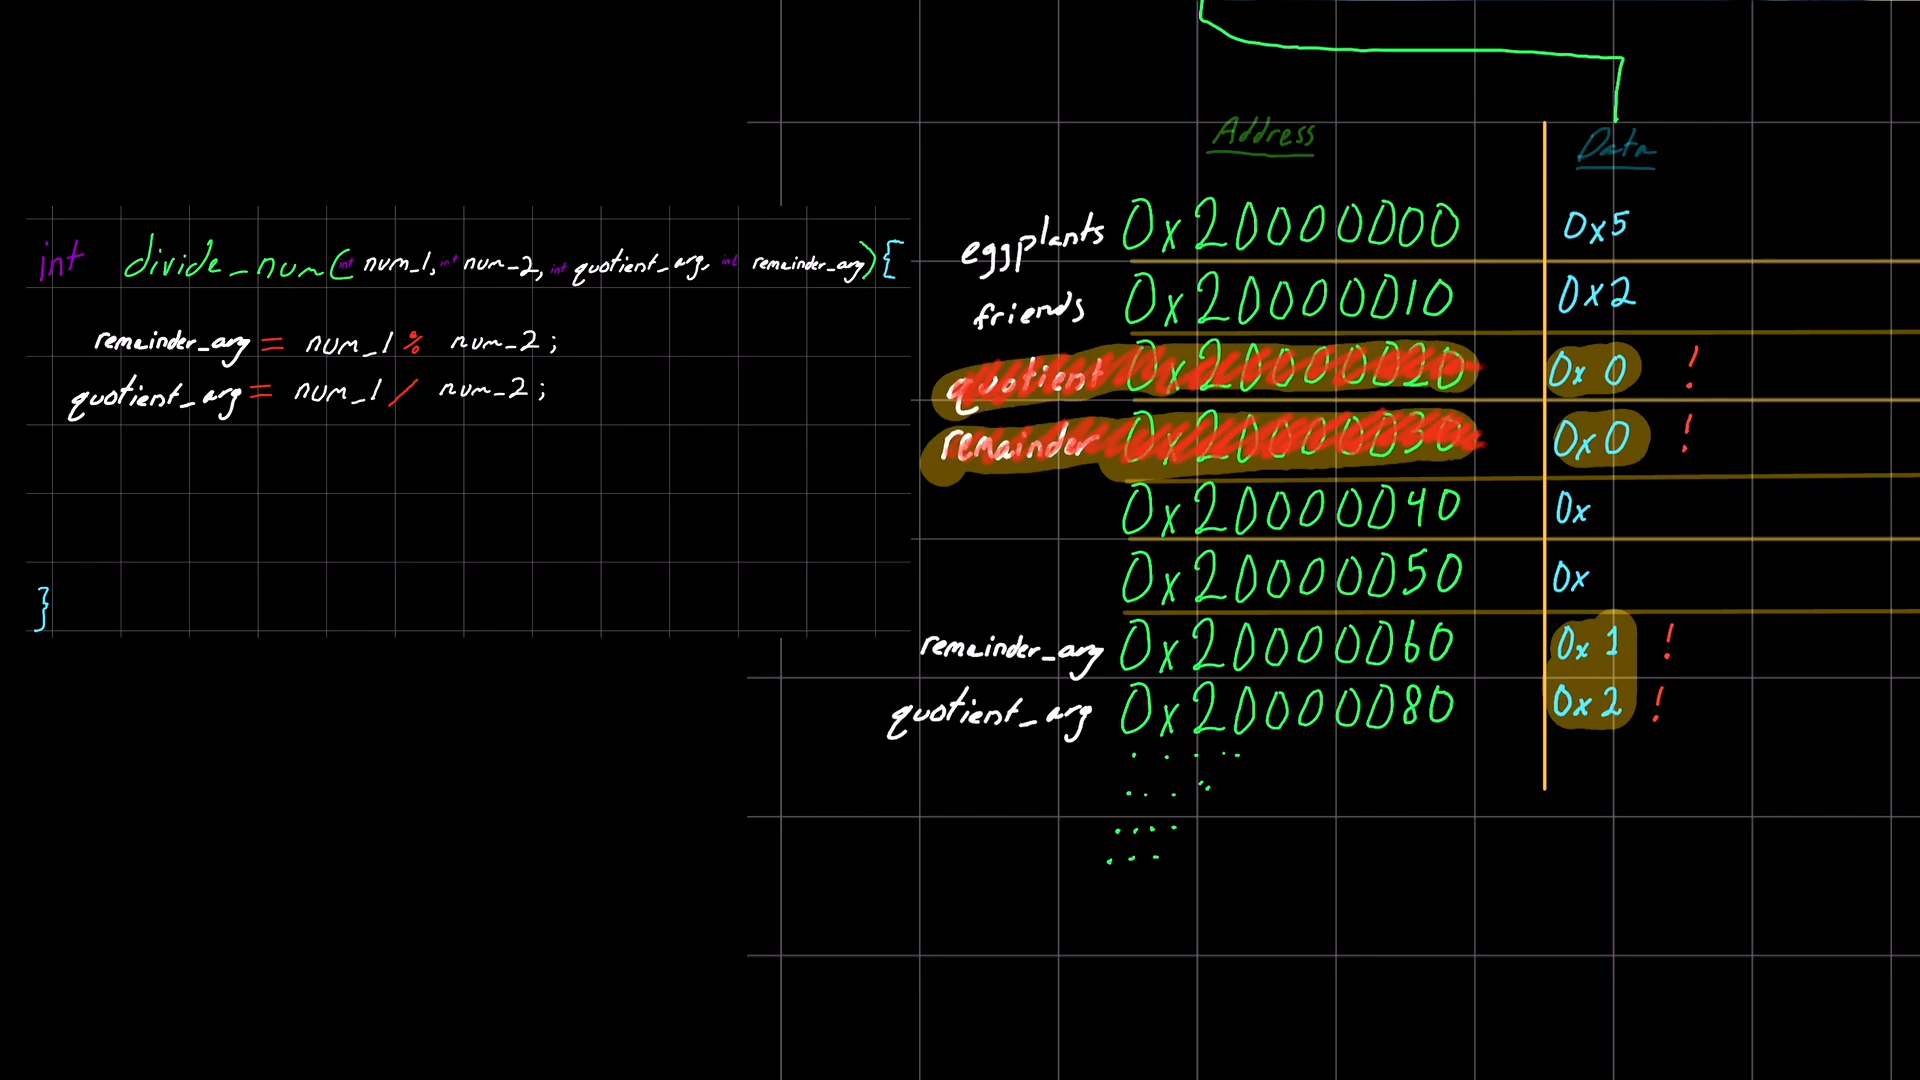 int divide_num(int num_1, int num_2, int quotient_arg, int remainder_arg){
remainder_arg = num_1 % num_2;
quotient_arg = num_1 / num_2;
}
Address Data
eggplants 0x20000000 0x5
friends 0x20000010 0x2
quotient 0x20000020 0x0 !
remainder 0x20000030 0x0 !
0x20000040 0x
0x20000050 0x
remainder_arg 0x20000060 0x1 !
quotient_arg 0x20000080 0x2 !